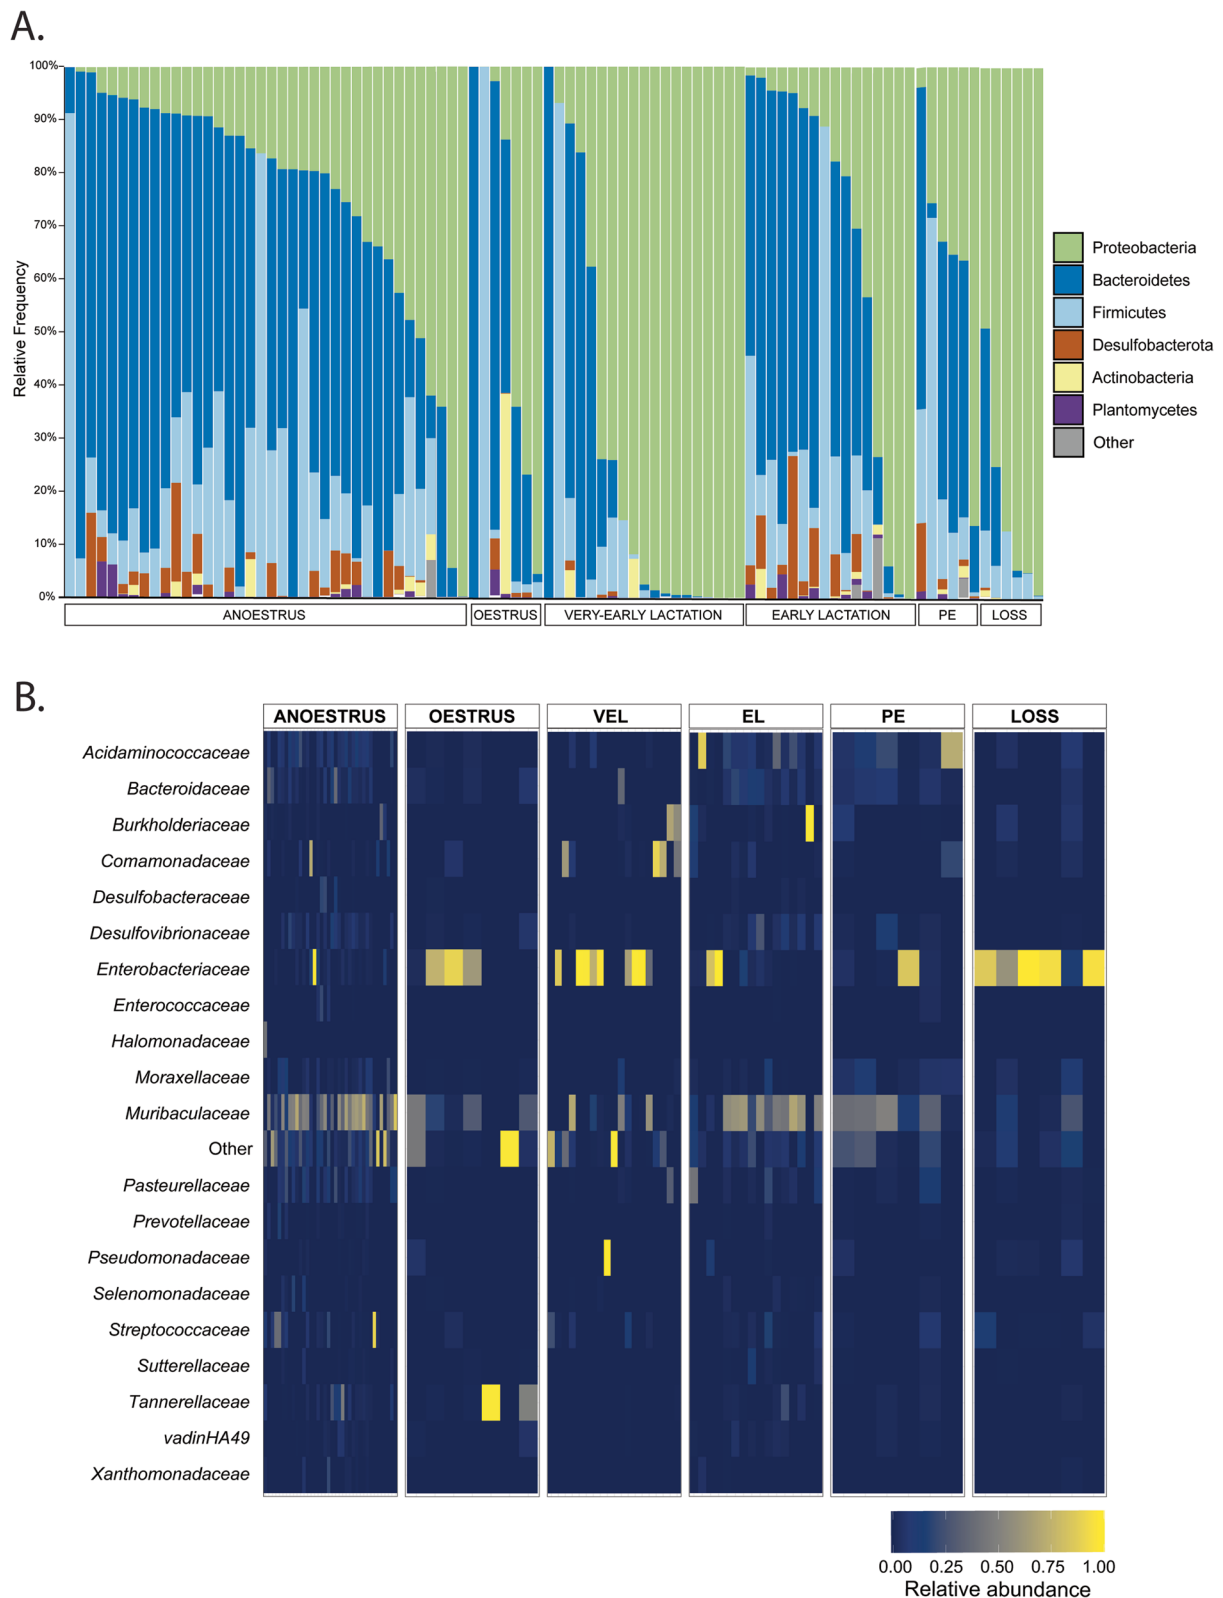 A.
100%
90%
80%
70%
60%
50%
40%
30%
20%
10%
0%
Relative Frequency
ANOESTRUS
OESTRUS
VERY-EARLY LACTATION
EARLY LACTATION
PE
LOSS
Proteobacteria
Bacteroidetes
Firmicutes
Desulfobacterota
Actinobacteria
Plantomycetes
Other
B.
ANOESTRUS
OESTRUS
VEL
EL
PE
LOSS
Acidaminococcaceae
Bacteroidaceae
Burkholderiaceae
Comamonadaceae
Desulfobacteraceae
Desulfovibrionaceae
Enterobacteriaceae
Enterococcaceae
Halomonadaceae
Moraxellaceae
Muribaculaceae
Other
Pasteurellaceae
Prevotellaceae
Pseudomonadaceae
Selenomonadaceae
Streptococcaceae
Sutterellaceae
Tannerellaceae
vadinHA49
Xanthomonadaceae
0.00 0.25 0.50 0.75 1.00
Relative abundance